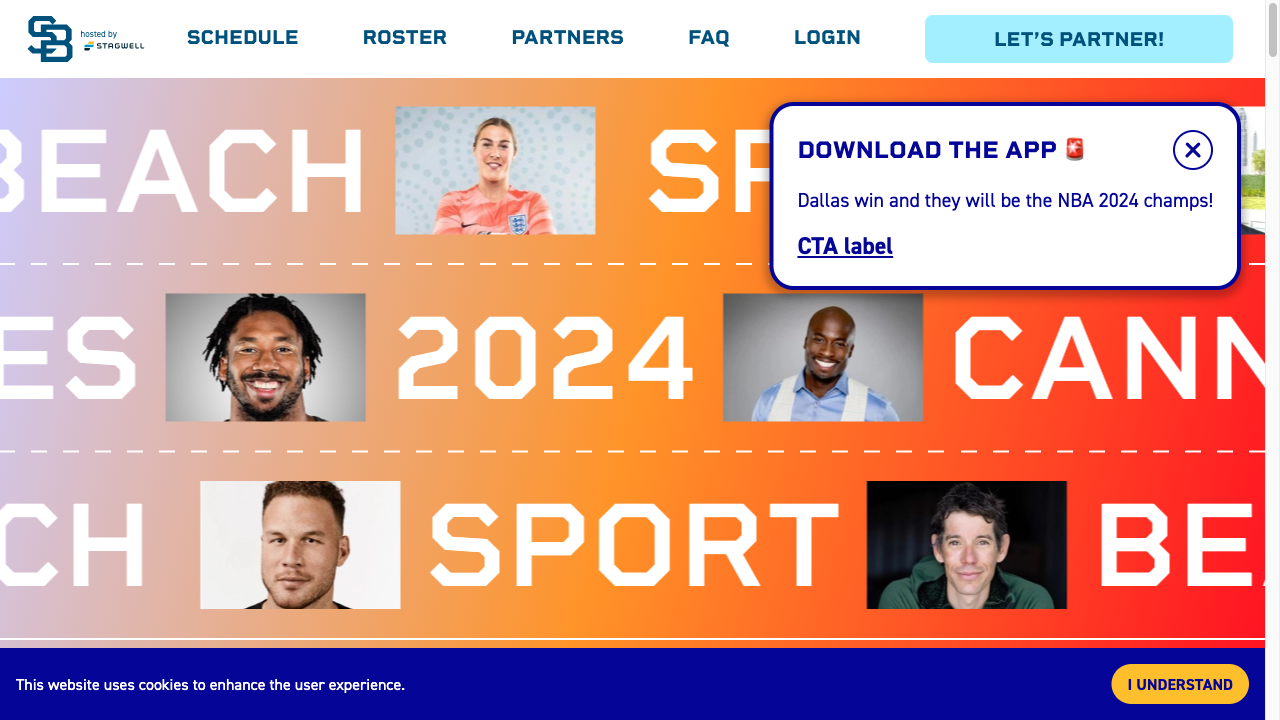 SB
hosted by
STAGWELL
SCHEDULE
ROSTER
PARTNERS
FAQ
LOGIN
LET'S PARTNER!
BEACH
SP
DOWNLOAD THE APP
Dallas win and they will be the NBA 2024 champs!
CTA label
ES
2024
CANN
CH
SPORT
BEA
This website uses cookies to enhance the user experience.
I UNDERSTAND